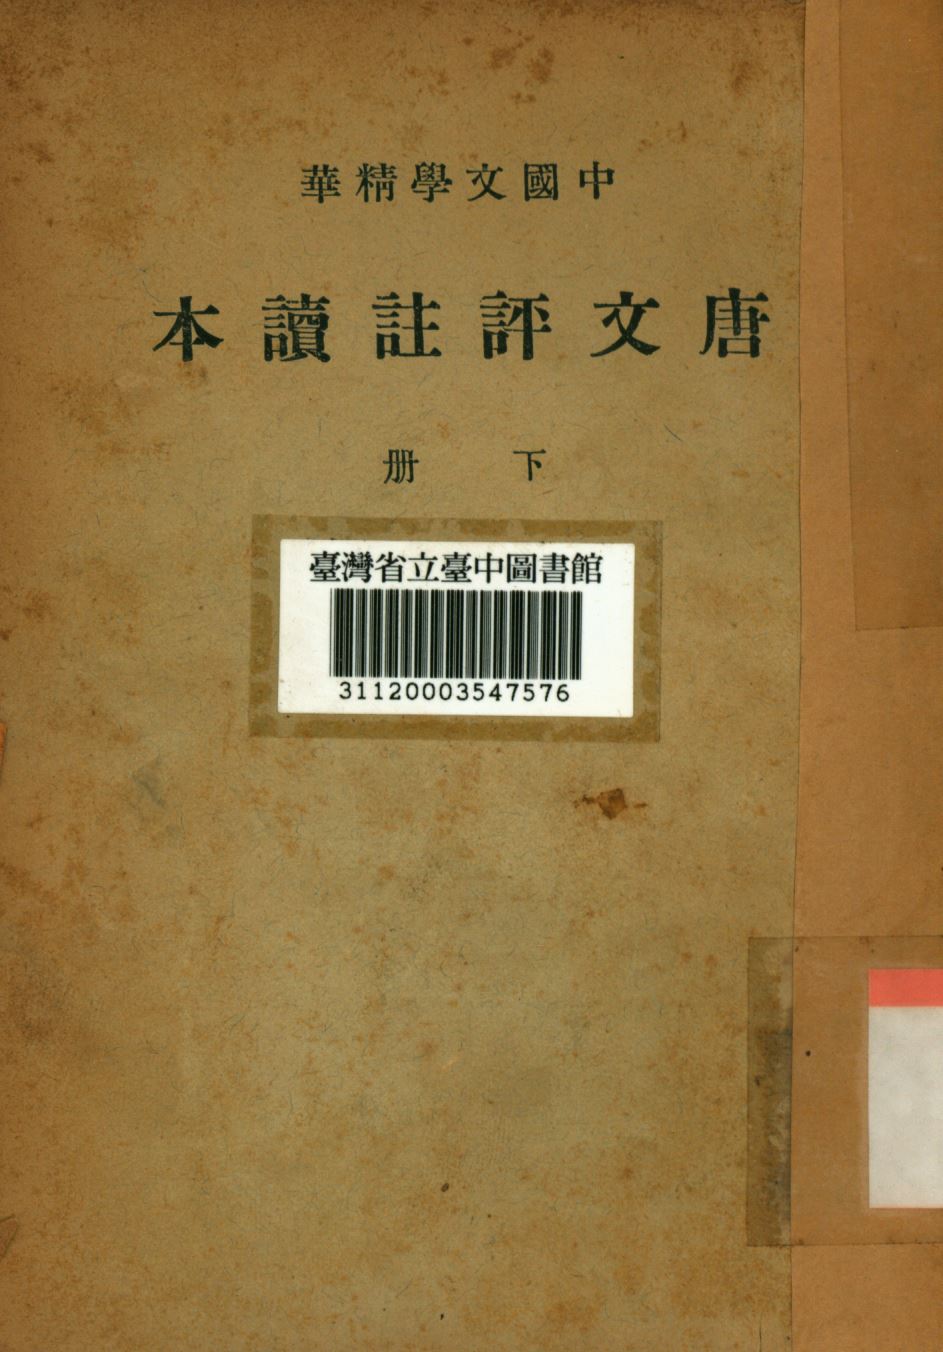 中國文學精華
唐文評註讀本
下冊
臺灣省立臺中圖書館
31120003547576